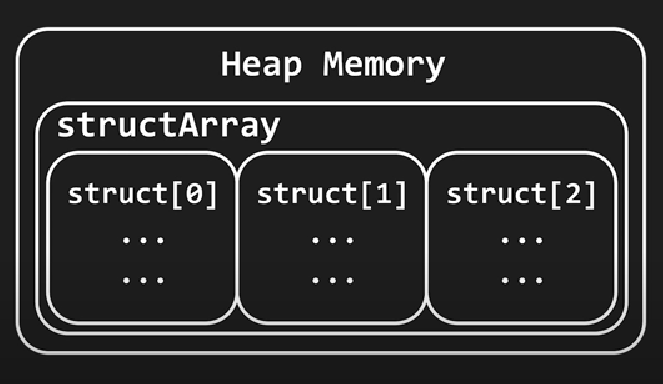 Heap Memory
structArray
struct[0] struct[1] struct[2]
... ... ...
... ... ...